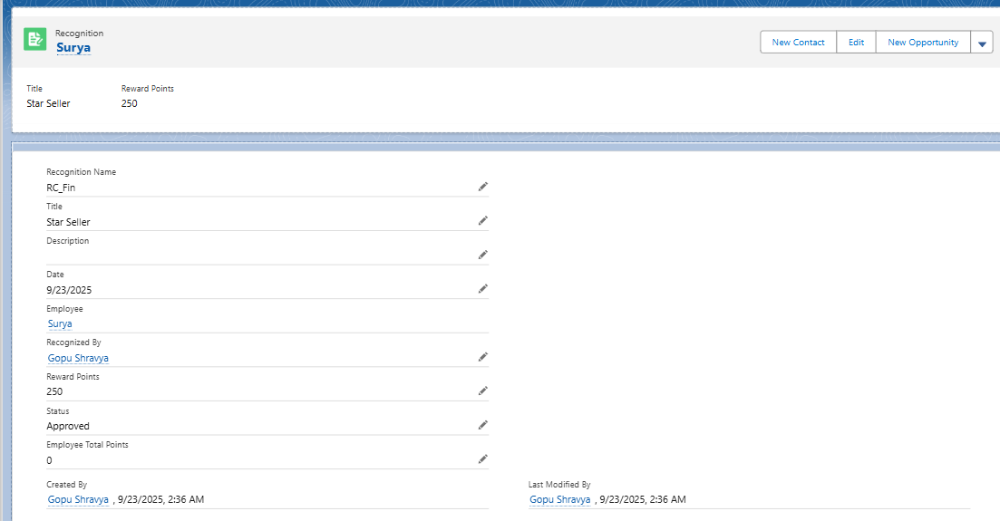 Recognition
Surya
New Contact Edit New Opportunity
Title Reward Points
Star Seller 250
Recognition Name
RC_Fin
Title
Star Seller
Description
Date
9/23/2025
Employee
Surya
Recognized By
Gopu Shravya
Reward Points
250
Status
Approved
Employee Total Points
0
Created By Last Modified By
Gopu Shravya , 9/23/2025, 2:36 AM Gopu Shravya , 9/23/2025, 2:36 AM